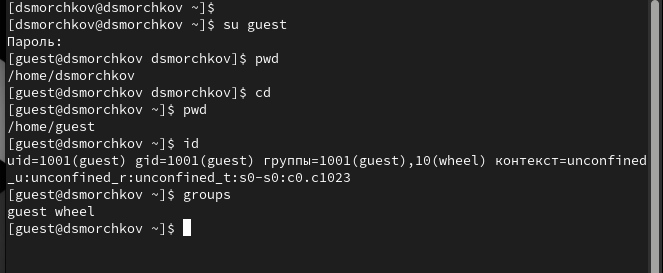 [dsmorchkov@dsmorchkov ~]$
[dsmorchkov@dsmorchkov ~]$ su guest
Пароль:
[guest@dsmorchkov dsmorchkov]$ pwd
/home/dsmorchkov
[guest@dsmorchkov dsmorchkov]$ cd
[guest@dsmorchkov ~]$ pwd
/home/guest
[guest@dsmorchkov ~]$ id
uid=1001(guest) gid=1001(guest) группы=1001(guest),10(wheel) контекст=unconfined
_u:unconfined_r:unconfined_t:s0-s0:c0.c1023
[guest@dsmorchkov ~]$ groups
guest wheel
[guest@dsmorchkov ~]$